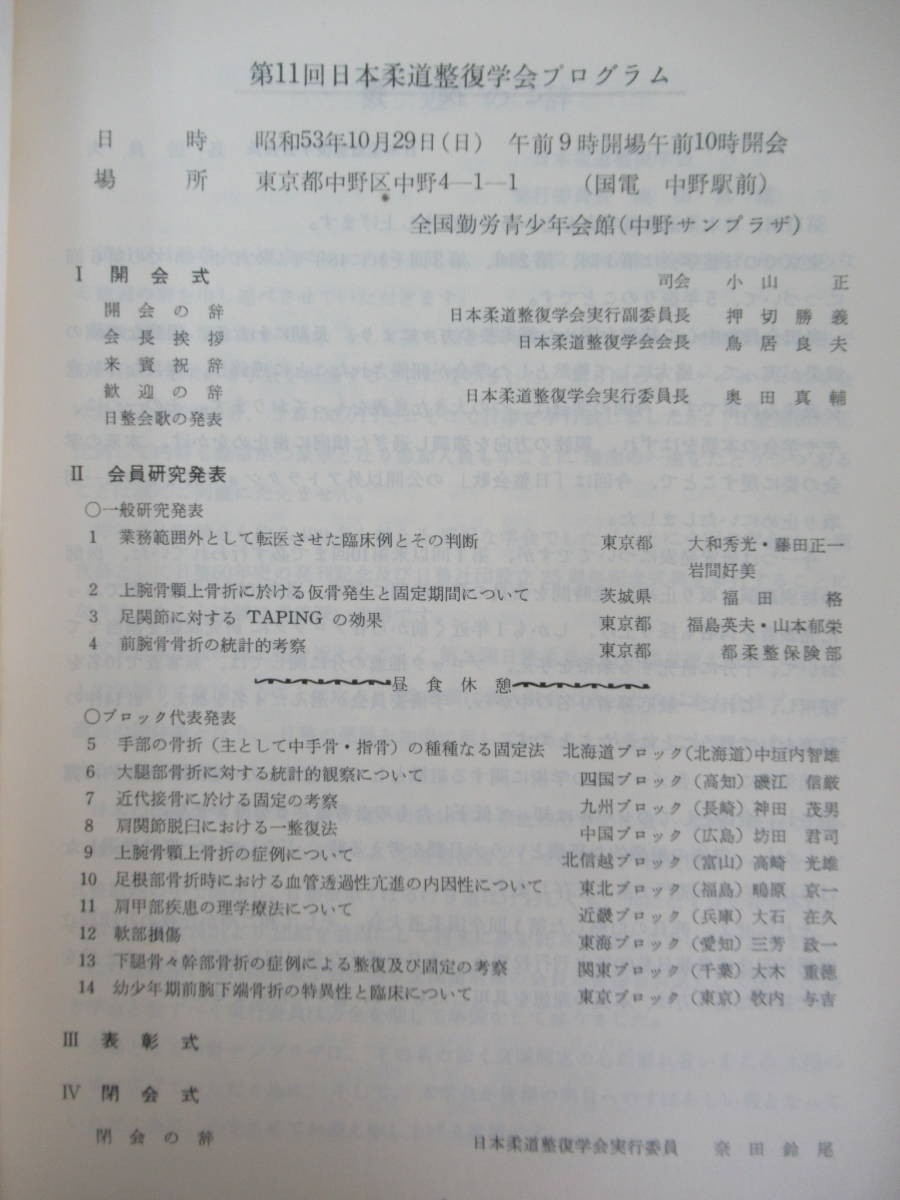 第11回日本柔道整復学会プログラム
日時 昭和53年10月29日(日) 午前9時開場午前10時開会
場所 東京都中野区中野4―1―1 (国電 中野駅前)
全国勤労青少年会館(中野サンプラザ)
Ⅰ 開会式 司会 小山正
開会の辞 日本柔道整復学会実行副委員長 押切勝義
会長挨拶 日本柔道整復学会会長 鳥居良夫
来賓祝辞
歓迎の辞 日本柔道整復学会実行委員長 奥田真輔
日整会歌の発表
Ⅱ 会員研究発表
○一般研究発表
1 業務範囲外として転医させた臨床例とその判断 東京都 大和秀光・藤田正一
岩間好美
2 上腕骨顆上骨折に於ける仮骨発生と固定期間について 茨城県 福田格
3 足関節に対する TAPING の効果 東京都 福島英夫・山本郁栄
4 前腕骨骨折の統計的考察 東京都 都柔整保険部
昼食休憩
○ブロック代表発表
5 手部の骨折(主として中手骨・指骨)の種種なる固定法 北海道ブロック(北海道)中垣内智雄
6 大腿部骨折に対する統計的観察について 四国ブロック(高知)磯江 信厳
7 近代接骨に於ける固定の考察 九州ブロック(長崎)神田 茂男
8 肩関節脱臼における一整復法 中国ブロック(広島)坊田 君司
9 上腕骨顆上骨折の症例について 北信越ブロック(富山)高崎 光雄
10 足根部骨折時における血管透過性亢進の内因性について 東北ブロック(福島)鴫原 京一
11 肩甲部疾患の理学療法について 近畿ブロック(兵庫)大石 在久
12 軟部損傷 東海ブロック(愛知)三芳 政一
13 下腿骨々幹部骨折の症例による整復及び固定の考察 関東ブロック(千葉)大木 重徳
14 幼少年期前腕下端骨折の特異性と臨床について 東京ブロック(東京)牧内 与吉
Ⅲ 表彰式
Ⅳ 閉会式
閉会の辞 日本柔道整復学会実行委員 奈田鈴尾